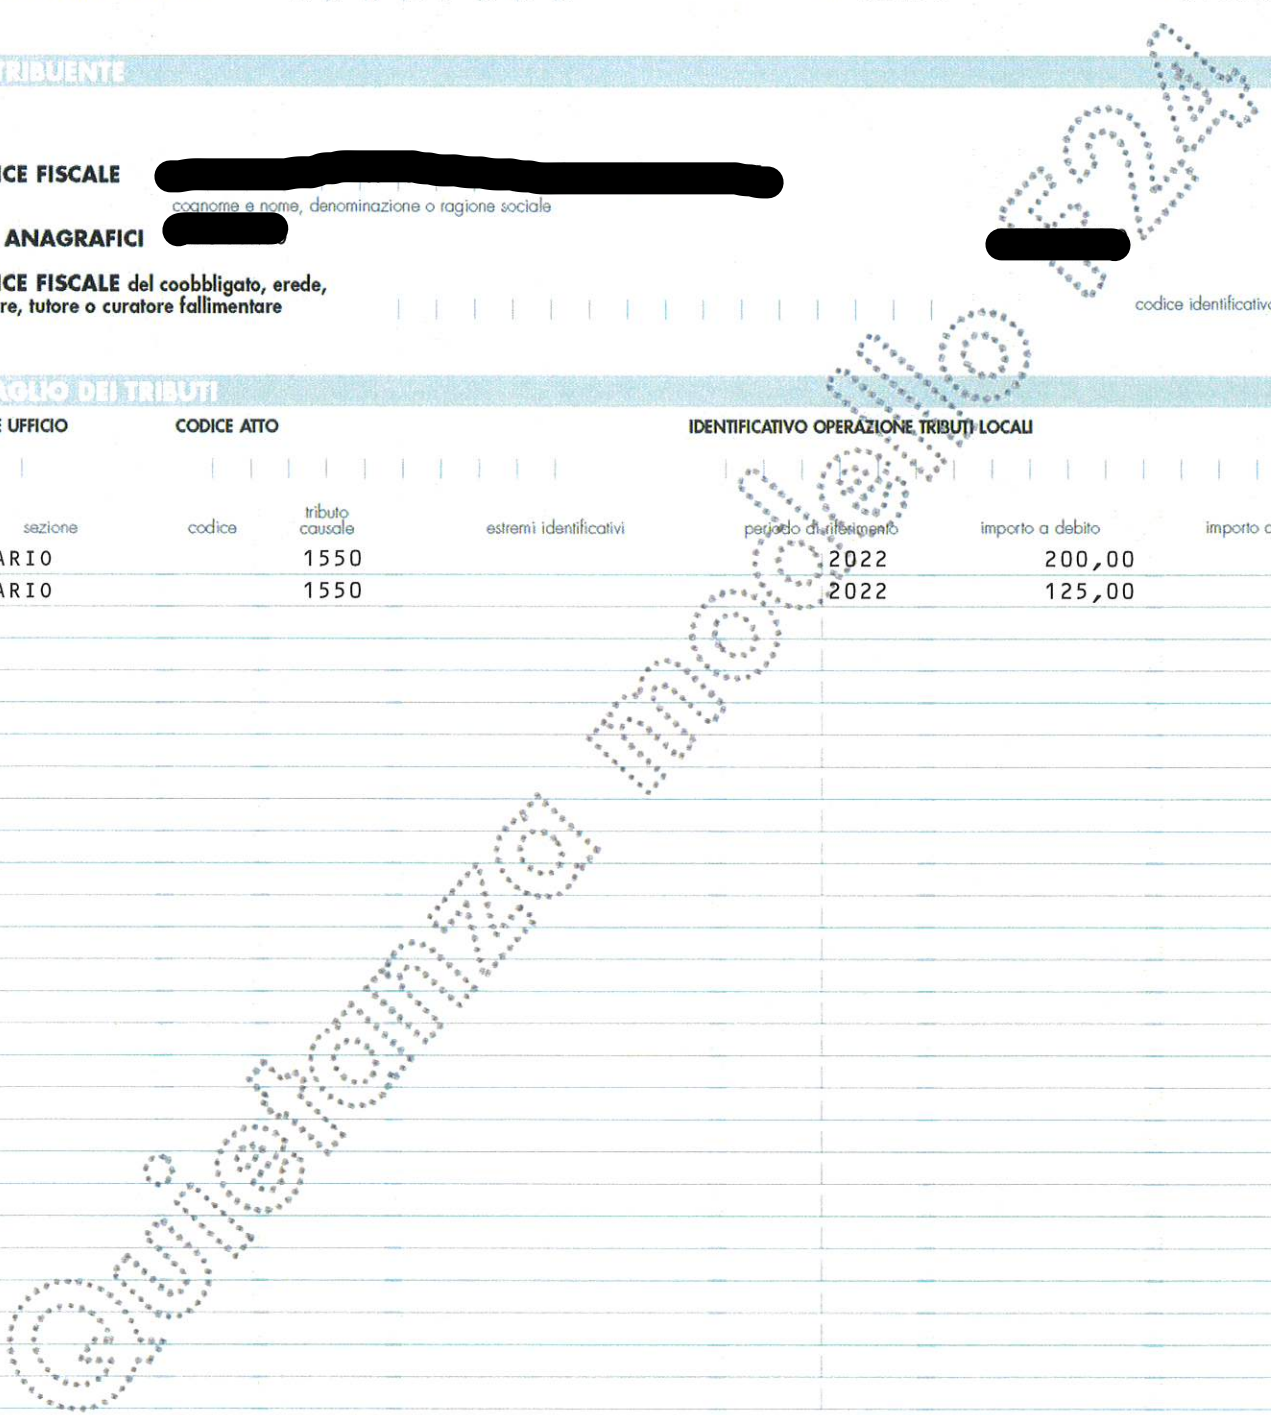 TRIBUENTE
ICE FISCALE
cognome e nome, denominazione o ragione sociale
ANAGRAFICI
ICE FISCALE del coobbligato, erede,
re, tutore o curatore fallimentare
codice identificativo
AGLIO DEI TRIBUTI
E UFFICIO CODICE ATTO IDENTIFICATIVO OPERAZIONE TRIBUTI LOCALI
sezione codice tributo causale estremi identificativi periodo di riferimento importo a debito importo a
ARIO 1550 2022 200,00
ARIO 1550 2022 125,00
Quietanza modello F24